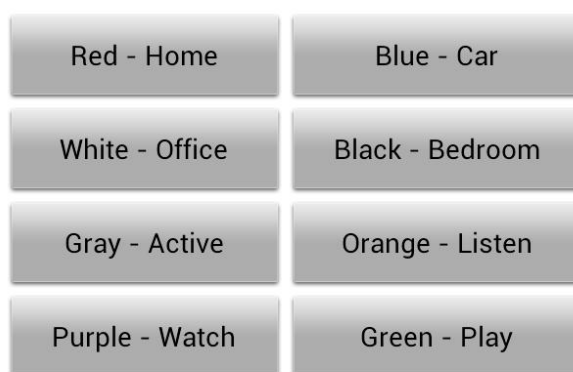 Red - Home
Blue - Car
White - Office
Black - Bedroom
Gray - Active
Orange - Listen
Purple - Watch
Green - Play